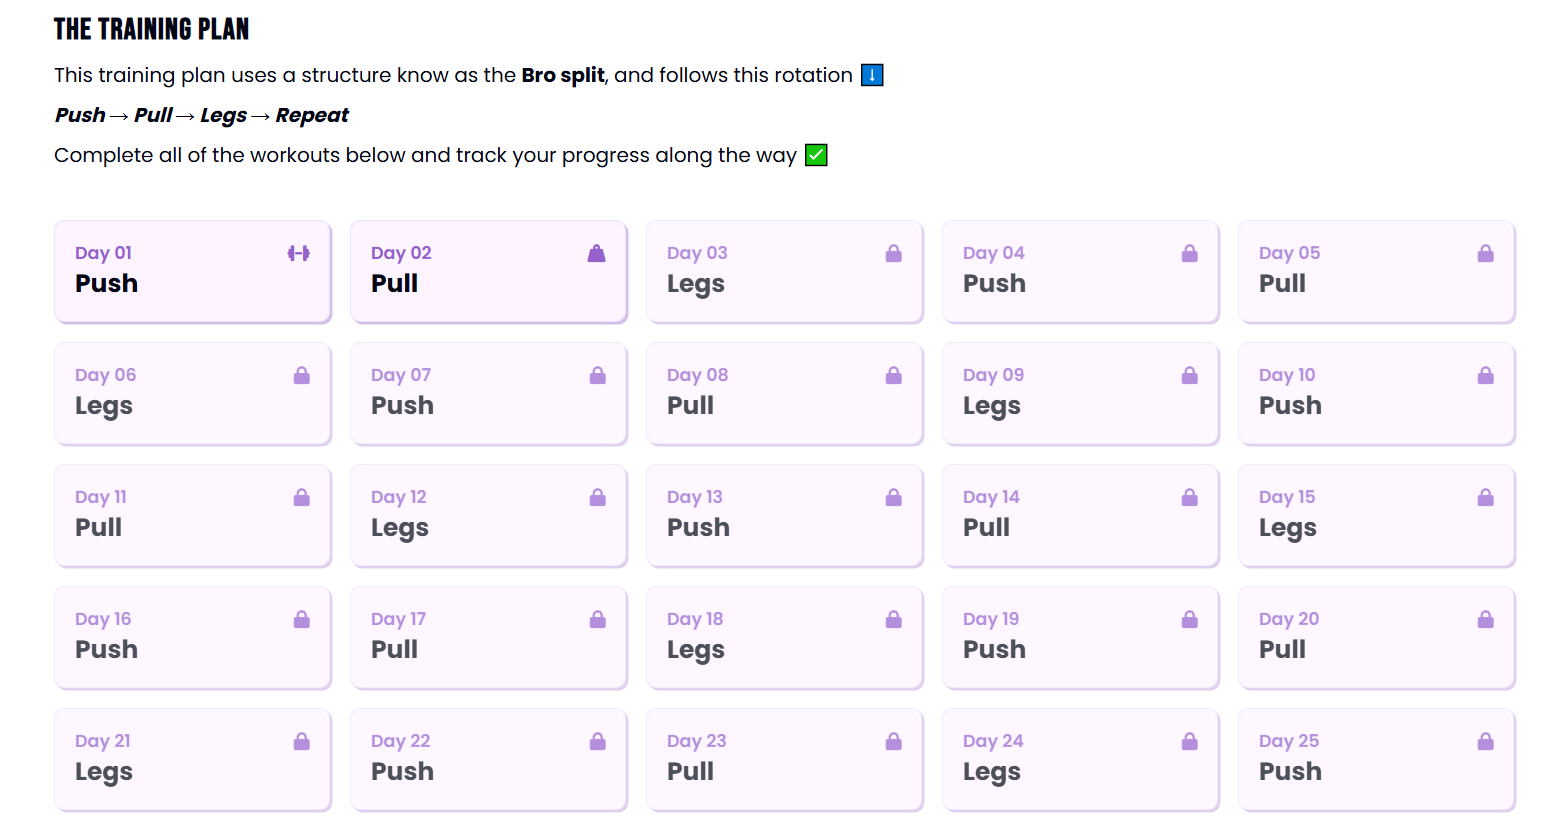 THE TRAINING PLAN
This training plan uses a structure know as the Bro split, and follows this rotation ⬇️
Push → Pull → Legs → Repeat
Complete all of the workouts below and track your progress along the way ✅
Day 01
Push
Day 02
Pull
Day 03
Legs
Day 04
Push
Day 05
Pull
Day 06
Legs
Day 07
Push
Day 08
Pull
Day 09
Legs
Day 10
Push
Day 11
Pull
Day 12
Legs
Day 13
Push
Day 14
Pull
Day 15
Legs
Day 16
Push
Day 17
Pull
Day 18
Legs
Day 19
Push
Day 20
Pull
Day 21
Legs
Day 22
Push
Day 23
Pull
Day 24
Legs
Day 25
Push